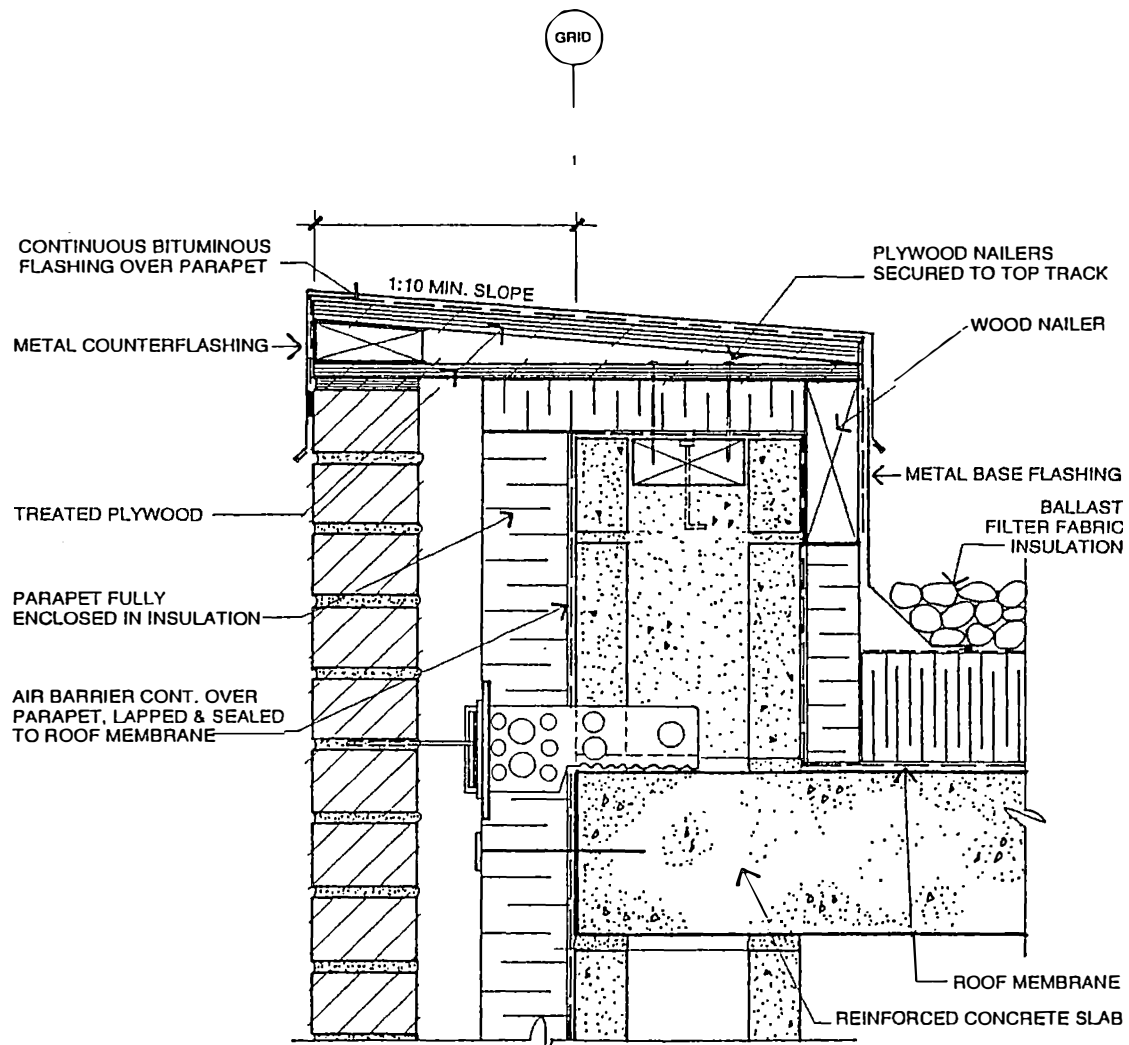 GRID
1
CONTINUOUS BITUMINOUS
FLASHING OVER PARAPET
1:10 MIN. SLOPE
PLYWOOD NAILERS
SECURED TO TOP TRACK
WOOD NAILER
METAL COUNTERFLASHING
METAL BASE FLASHING
BALLAST
FILTER FABRIC
INSULATION
TREATED PLYWOOD
PARAPET FULLY
ENCLOSED IN INSULATION
AIR BARRIER CONT. OVER
PARAPET, LAPPED & SEALED
TO ROOF MEMBRANE
ROOF MEMBRANE
REINFORCED CONCRETE SLAB